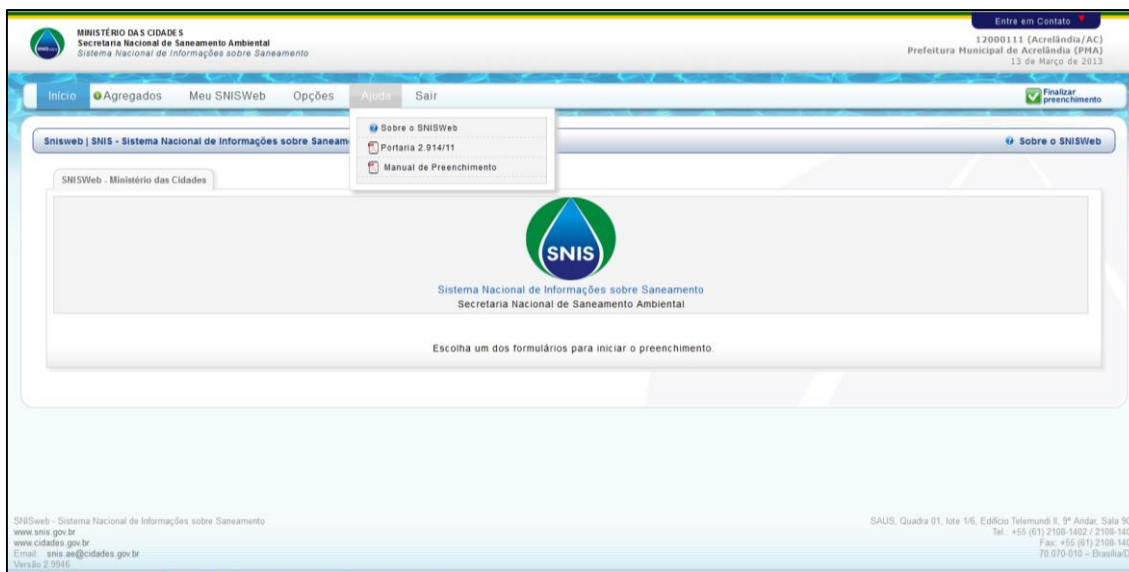 Entre em Contato
MINISTÉRIO DAS CIDADES
Secretaria Nacional de Saneamento Ambiental
Sistema Nacional de Informações sobre Saneamento
12000111 (Acrelândia/AC)
Prefeitura Municipal de Acrelândia (PMA)
13 de Março de 2013
Início Agregados Meu SNISWeb Opções Ajuda Sair
Finalizar
preenchimento
Sobre o SNISWeb
Portaria 2.914/11
Manual de Preenchimento
Snisweb | SNIS - Sistema Nacional de Informações sobre Saneam
Sobre o SNISWeb
SNISWeb - Ministério das Cidades
SNIS
Sistema Nacional de Informações sobre Saneamento
Secretaria Nacional de Saneamento Ambiental
Escolha um dos formulários para iniciar o preenchimento.
SNISweb - Sistema Nacional de Informações sobre Saneamento
www.snis.gov.br
www.cidades.gov.br
Email: snis.ae@cidades.gov.br
Versão 2.9946
SAUS, Quadra 01, lote 1/6, Edifício Telemundi II, 9º Andar, Sala 90
Tel.: +55 (61) 2108-1402 / 2108-140
Fax: +55 (61) 2108-140
70.070-010 – Brasília/D